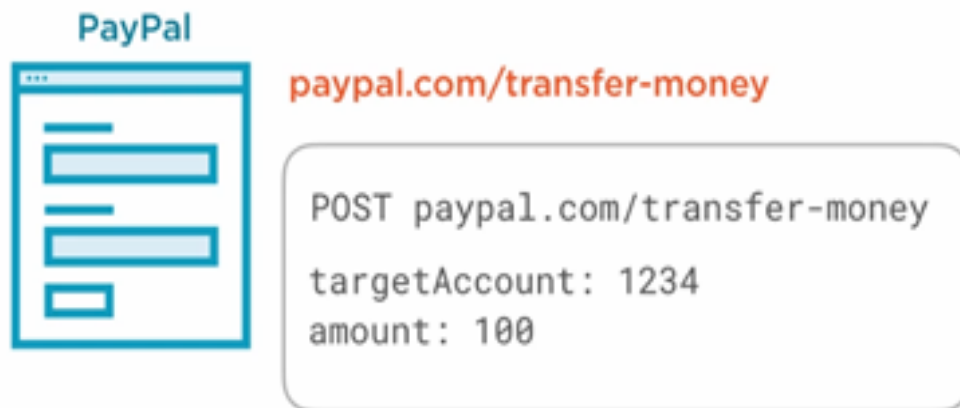 PayPal
paypal.com/transfer-money
POST paypal.com/transfer-money
targetAccount: 1234
amount: 100